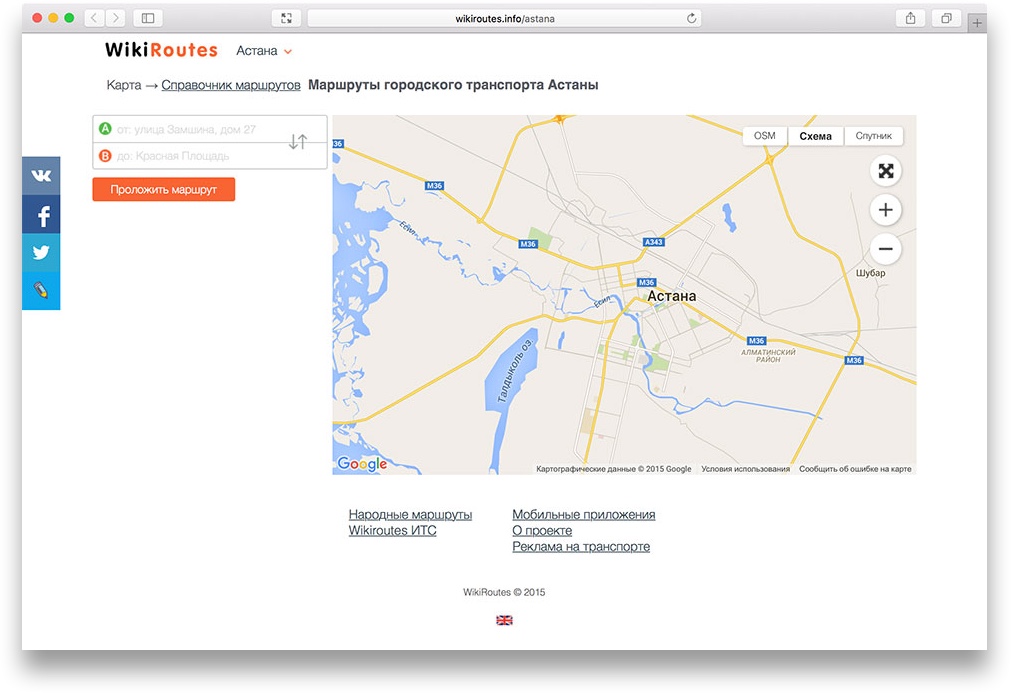 wikiroutes.info/astana
WikiRoutes Астана
Карта → Справочник маршрутов Маршруты городского транспорта Астаны
A от: улица Замшина, дом 27
B до: Красная Площадь
Проложить маршрут
OSM Схема Спутник
36
M36
Есил
M36
A343
Шубар
M36
Астана
Есил
M36
АЛМАТИНСКИЙ
РАЙОН
M36
Талдыколь оз.
Google
Картографические данные © 2015 Google Условия использования Сообщить об ошибке на карте
Народные маршруты Мобильные приложения
Wikiroutes ИТС О проекте
Реклама на транспорте
WikiRoutes © 2015